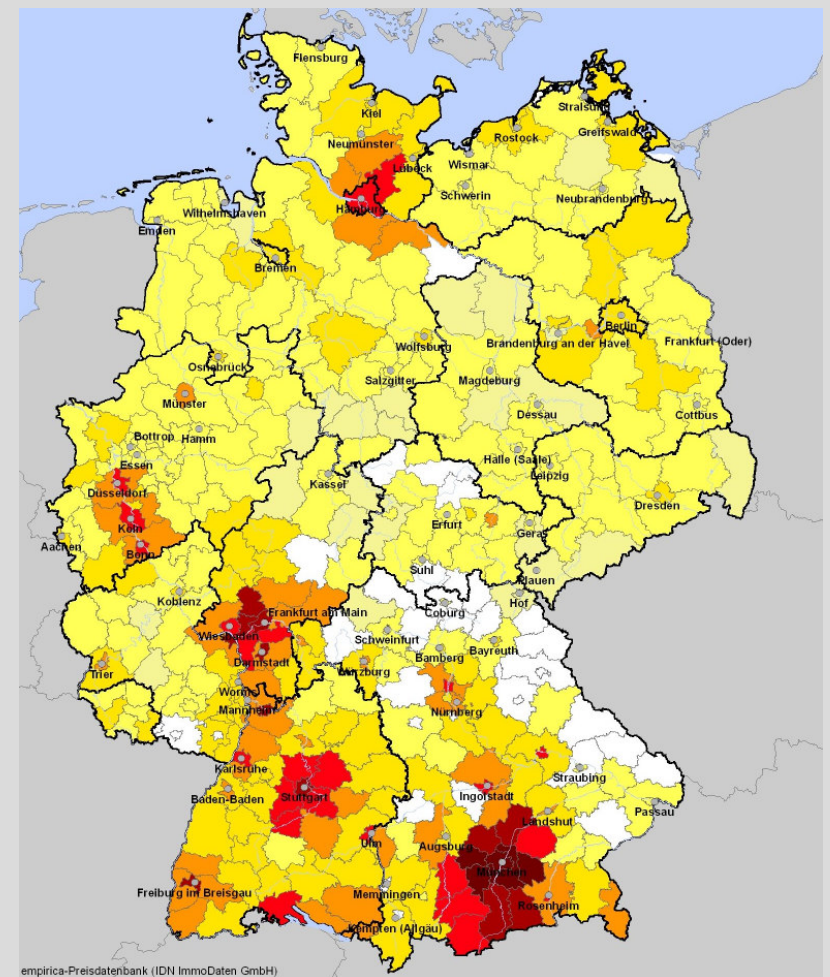 Flensburg
Kiel
Stralsund
Greifswald
Rostock
Neumünster
Lübeck
Wismar
Schwerin
Neubrandenburg
Hamburg
Wilhelmshaven
Emden
Bremen
Berlin
Wolfsburg
Brandenburg an der Havel
Frankfurt (Oder)
Osnabrück
Salzgitter
Magdeburg
Münster
Dessau
Cottbus
Bottrop
Hamm
Essen
Halle (Saale)
Leipzig
Kassel
Düsseldorf
Dresden
Köln
Erfurt
Gera
Aachen
Bonn
Suhl
Plauen
Koblenz
Hof
Frankfurt am Main
Coburg
Wiesbaden
Schweinfurt
Bayreuth
Bamberg
Darmstadt
Trier
Würzburg
Worms
Mannheim
Nürnberg
Karlsruhe
Straubing
Baden-Baden
Stuttgart
Ingolstadt
Passau
Landshut
Ulm
Augsburg
München
Freiburg im Breisgau
Memmingen
Rosenheim
Kempten (Allgäu)
empirica-Preisdatenbank (IDN ImmoDaten GmbH)